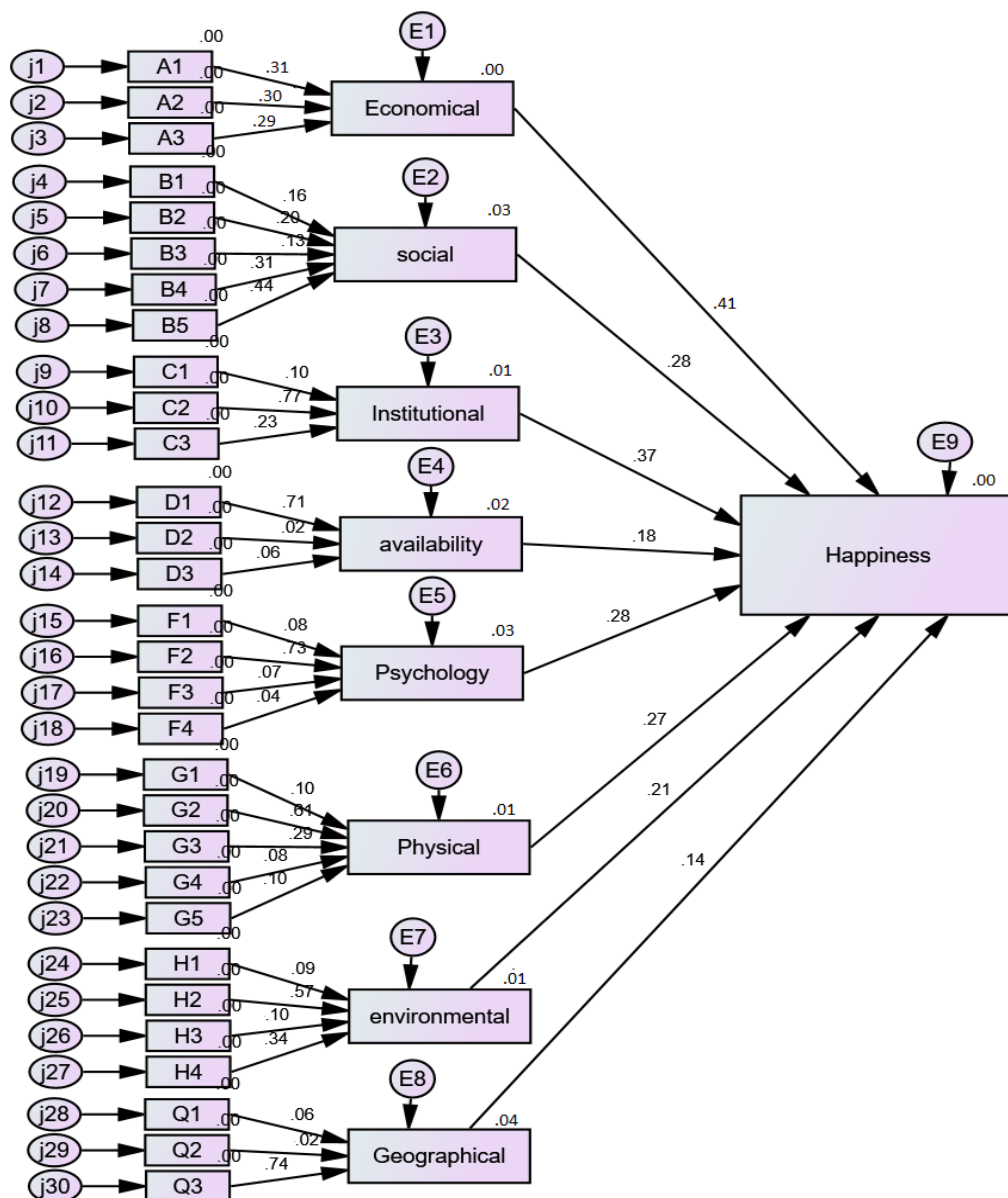 E1
.00
.00
j1 A1 .31
.00
j2 A2 .30 Economical
.00
j3 A3 .29
.00
E2
j4 B1 .16
.00
.03
j5 B2 .20
.00
j6 B3 .13 social
.00
j7 B4 .31
.00
j8 B5 .44
.00
.41
.28
E3
j9 C1 .10
.00
.01
j10 C2 .77 Institutional
.00
j11 C3 .23
.00
.37
E9
.00
E4
j12 D1 .71
.00
.02
j13 D2 .02 availability
.00
j14 D3 .06
.00
.18
Happiness
E5
j15 F1 .08
.00
.03
j16 F2 .73 Psychology
.00
j17 F3 .07
.00
j18 F4 .04
.00
.28
E6
j19 G1 .10
.00
.01
j20 G2 .61
.00
j21 G3 .29 Physical
.00
j22 G4 .08
.00
j23 G5 .10
.00
.27
.21
.14
E7
j24 H1 .09
.00
.01
j25 H2 .57 environmental
.00
j26 H3 .10
.00
j27 H4 .34
.00
E8
j28 Q1 .06
.00
.04
j29 Q2 .02 Geographical
.00
j30 Q3 .74